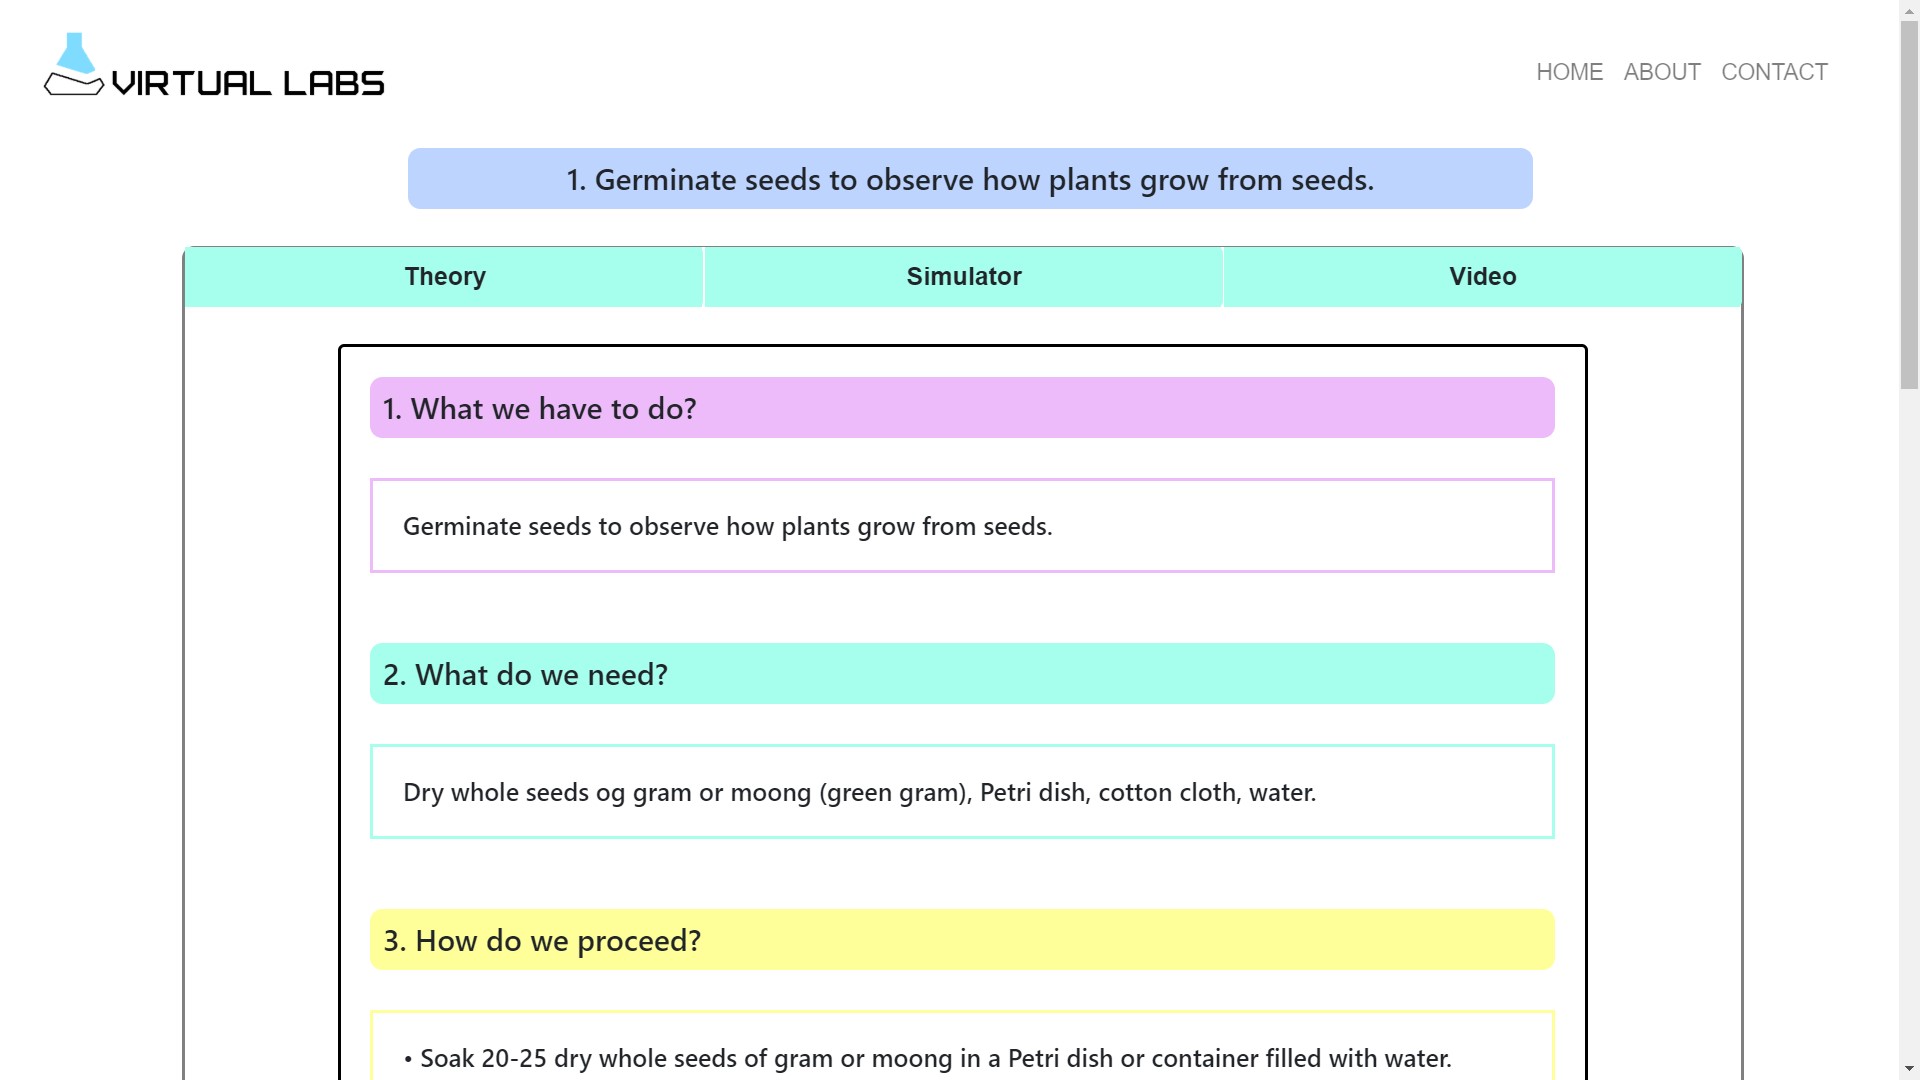 VIRTUAL LABS
HOME ABOUT CONTACT
1. Germinate seeds to observe how plants grow from seeds.
Theory Simulator Video
1. What we have to do?
Germinate seeds to observe how plants grow from seeds.
2. What do we need?
Dry whole seeds og gram or moong (green gram), Petri dish, cotton cloth, water.
3. How do we proceed?
• Soak 20-25 dry whole seeds of gram or moong in a Petri dish or container filled with water.